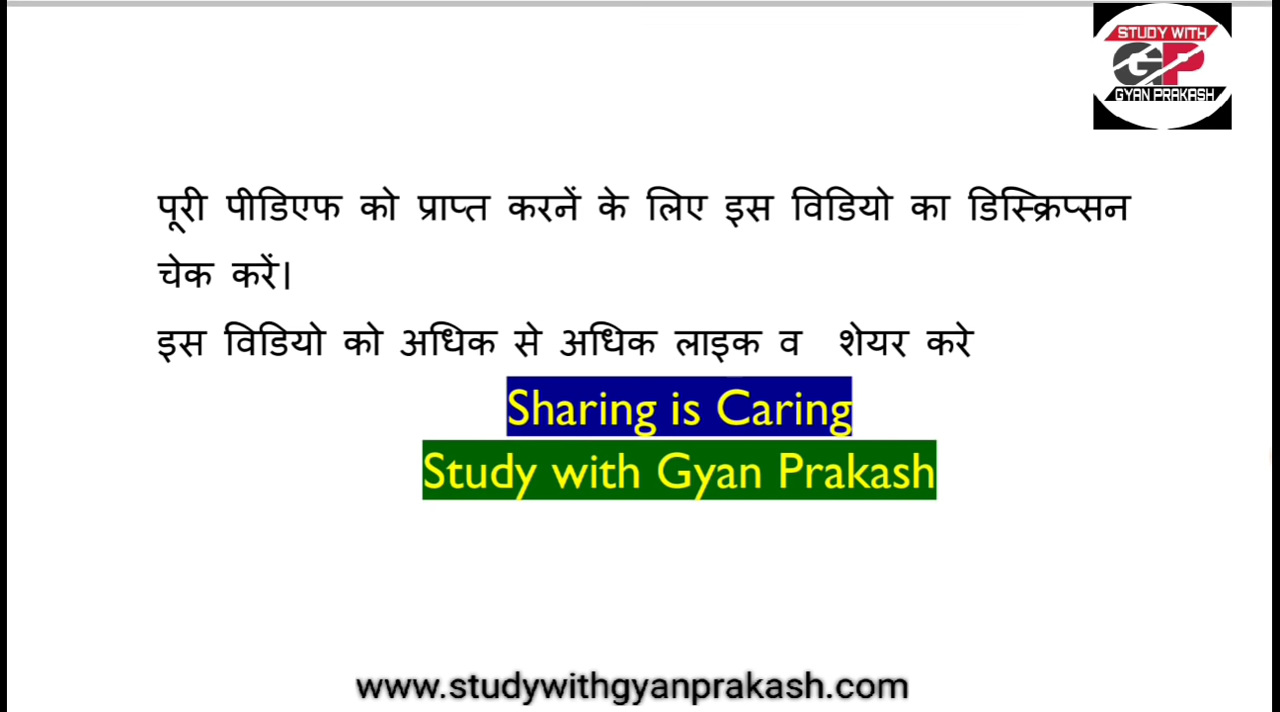 STUDY WITH
GP
GYAN PRAKASH
पूरी पीडिएफ को प्राप्त करनें के लिए इस विडियो का डिस्क्रिप्सन
चेक करें।
इस विडियो को अधिक से अधिक लाइक व शेयर करे
Sharing is Caring
Study with Gyan Prakash
www.studywithgyanprakash.com